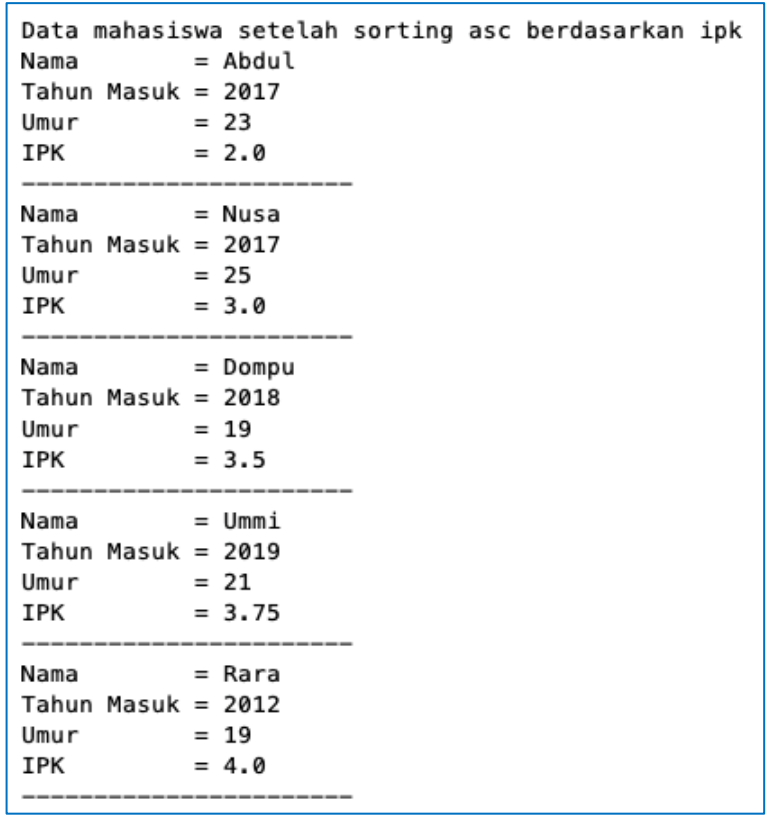 Data mahasiswa setelah sorting asc berdasarkan ipk
Nama        = Abdul
Tahun Masuk = 2017
Umur        = 23
IPK         = 2.0
-----------------------
Nama        = Nusa
Tahun Masuk = 2017
Umur        = 25
IPK         = 3.0
-----------------------
Nama        = Dompu
Tahun Masuk = 2018
Umur        = 19
IPK         = 3.5
-----------------------
Nama        = Ummi
Tahun Masuk = 2019
Umur        = 21
IPK         = 3.75
-----------------------
Nama        = Rara
Tahun Masuk = 2012
Umur        = 19
IPK         = 4.0
-----------------------